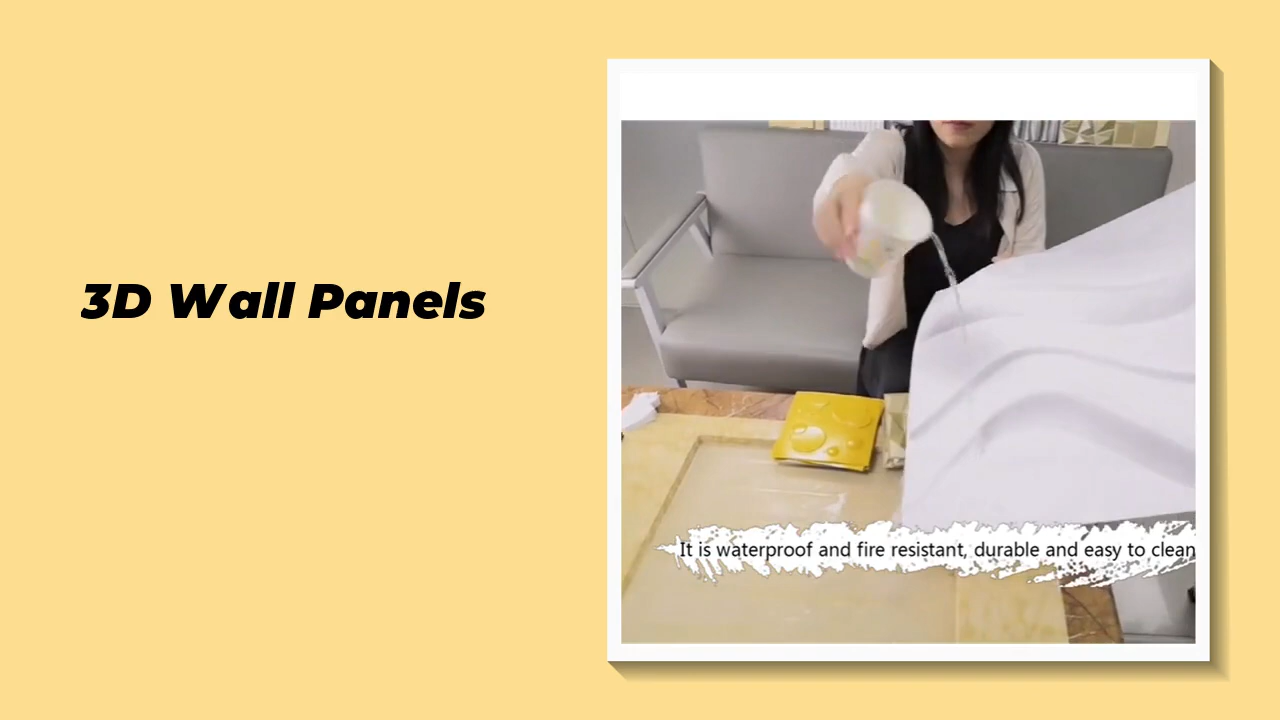 3D Wall Panels
It is waterproof and fire resistant, durable and easy to clean